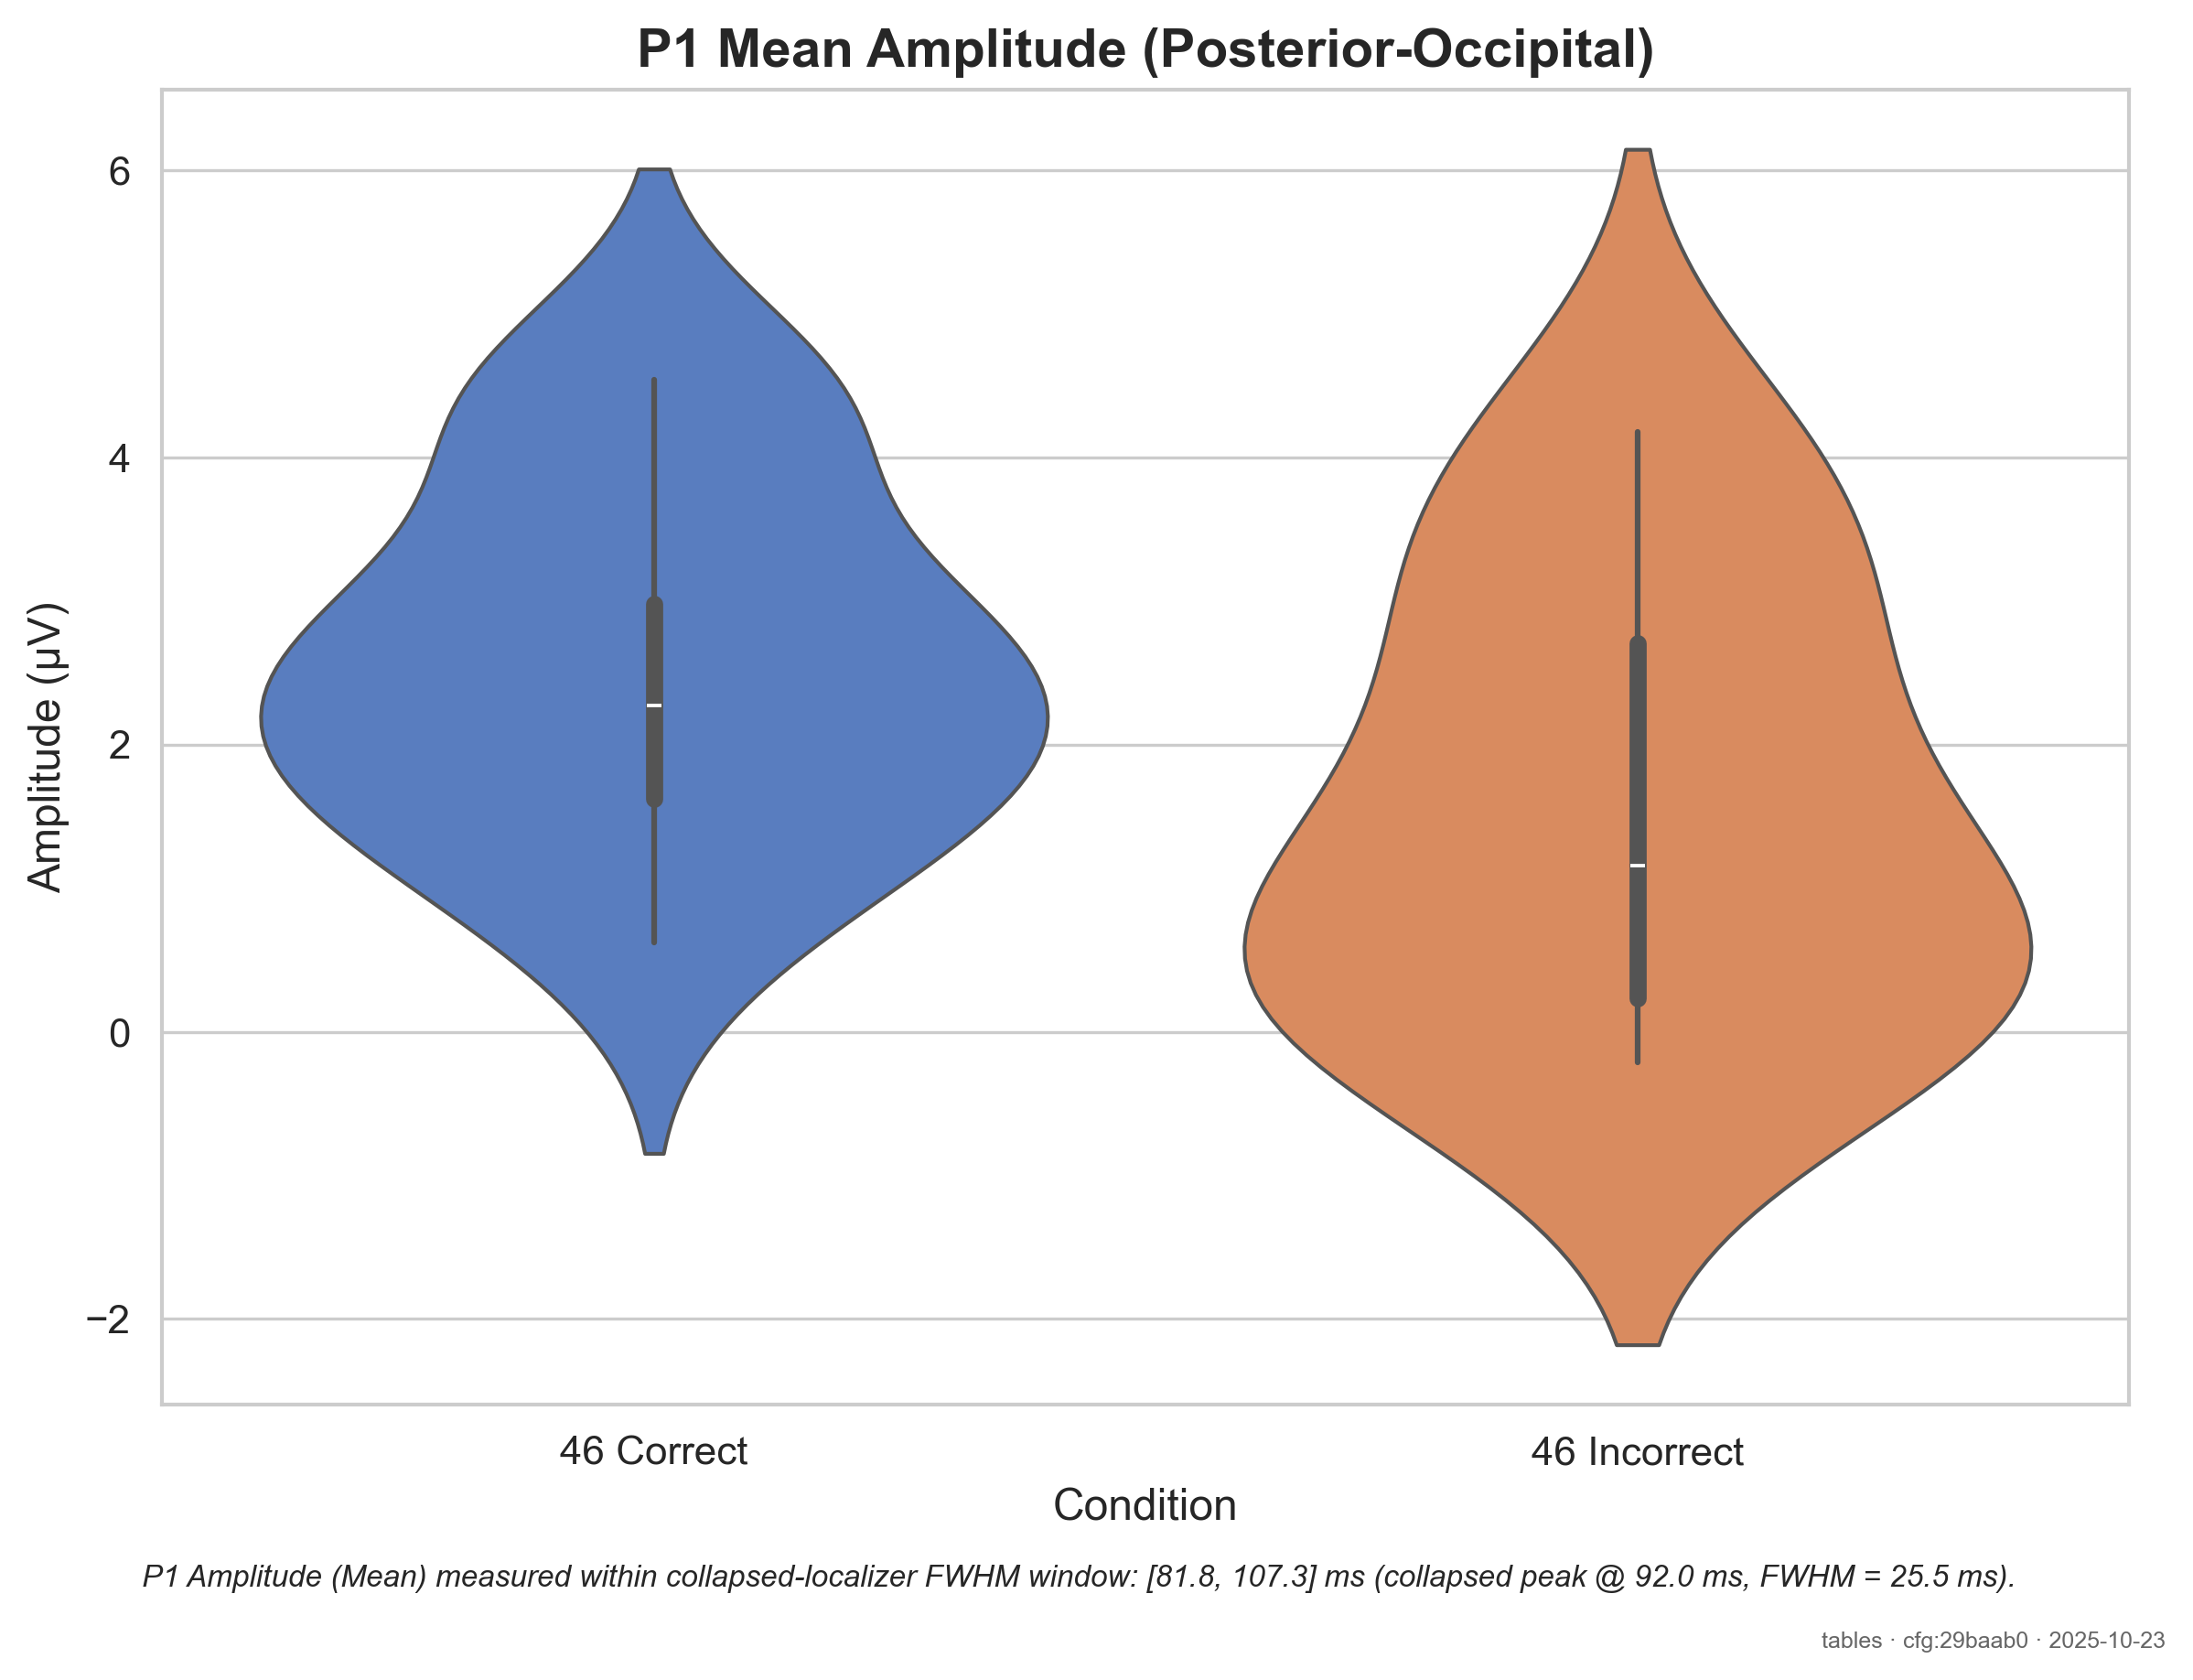 P1 Mean Amplitude (Posterior-Occipital)
Amplitude (µV)
6
4
2
0
−2
46 Correct
46 Incorrect
Condition
P1 Amplitude (Mean) measured within collapsed-localizer FWHM window: [81.8, 107.3] ms (collapsed peak @ 92.0 ms, FWHM = 25.5 ms).
tables · cfg:29baab0 · 2025-10-23